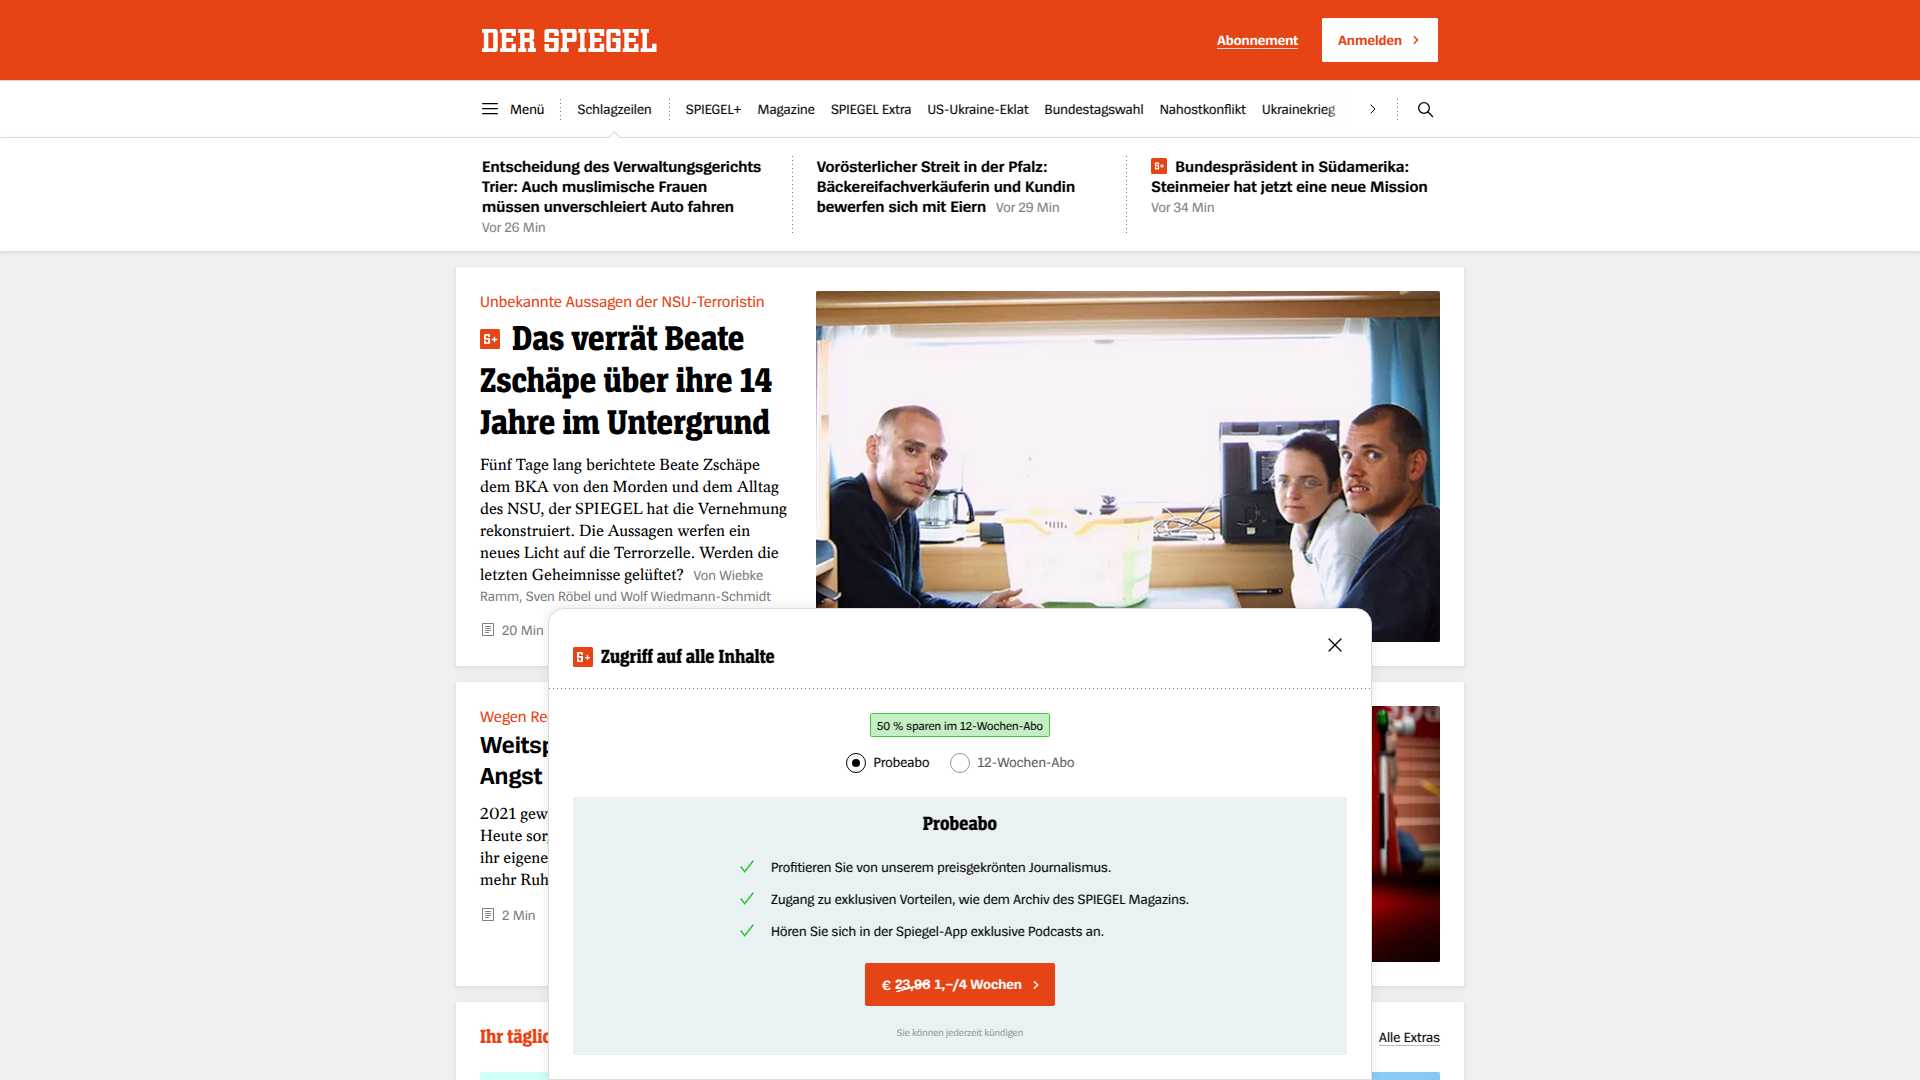 DER SPIEGEL
Abonnement
Anmelden
Menü
Schlagzeilen
SPIEGEL+
Magazine
SPIEGEL Extra
US-Ukraine-Eklat
Bundestagswahl
Nahostkonflikt
Ukrainekrieg
Entscheidung des Verwaltungsgerichts
Trier: Auch muslimische Frauen
müssen unverschleiert Auto fahren
Vor 26 Min
Vorösterlicher Streit in der Pfalz:
Bäckereifachverkäuferin und Kundin
bewerfen sich mit Eiern Vor 29 Min
S+ Bundespräsident in Südamerika:
Steinmeier hat jetzt eine neue Mission
Vor 34 Min
Unbekannte Aussagen der NSU-Terroristin
S+ Das verrät Beate
Zschäpe über ihre 14
Jahre im Untergrund
Fünf Tage lang berichtete Beate Zschäpe
dem BKA von den Morden und dem Alltag
des NSU, der SPIEGEL hat die Vernehmung
rekonstruiert. Die Aussagen werfen ein
neues Licht auf die Terrorzelle. Werden die
letzten Geheimnisse gelüftet? Von Wiebke
Ramm, Sven Röbel und Wolf Wiedmann-Schmidt
20 Min
Wegen Re
Weitsp
Angst
2021 gew
Heute sor
ihr eigene
mehr Ruh
2 Min
Ihr täglic
Alle Extras
S+ Zugriff auf alle Inhalte
50 % sparen im 12-Wochen-Abo
Probeabo
12-Wochen-Abo
Probeabo
Profitieren Sie von unserem preisgekrönten Journalismus.
Zugang zu exklusiven Vorteilen, wie dem Archiv des SPIEGEL Magazins.
Hören Sie sich in der Spiegel-App exklusive Podcasts an.
€ 23,96 1,–/4 Wochen
Sie können jederzeit kündigen